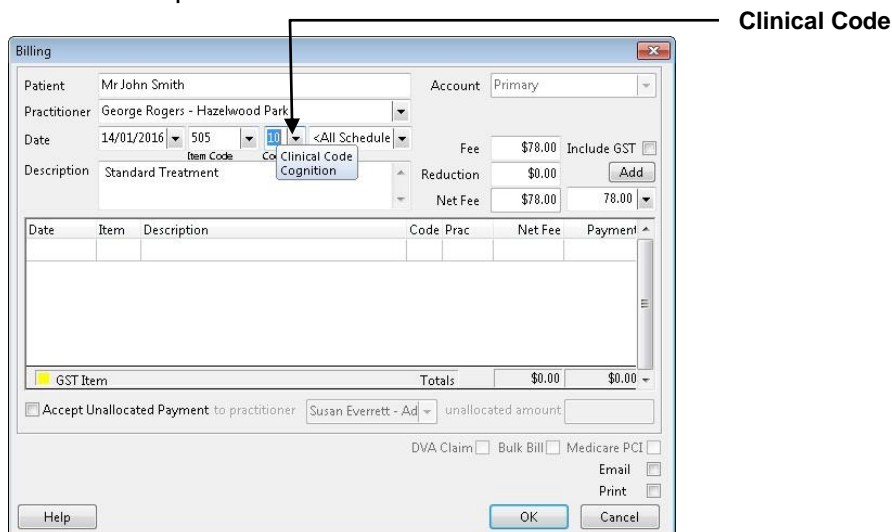 Clinical Code
Billing
Patient Mr John Smith Account Primary
Practitioner George Rogers - Hazelwood Park
Date 14/01/2016 505 10 <All Schedule Fee $78.00 Include GST
Item Code Co Clinical Code
Description Standard Treatment Cognition Reduction $0.00 Add
Net Fee $78.00 78.00
Date Item Description Code Prac Net Fee Payment
GST Item Totals $0.00 $0.00
Accept Unallocated Payment to practitioner Susan Everrett - Ad unallocated amount
DVA Claim Bulk Bill Medicare PCI
Email
Print
Help OK Cancel